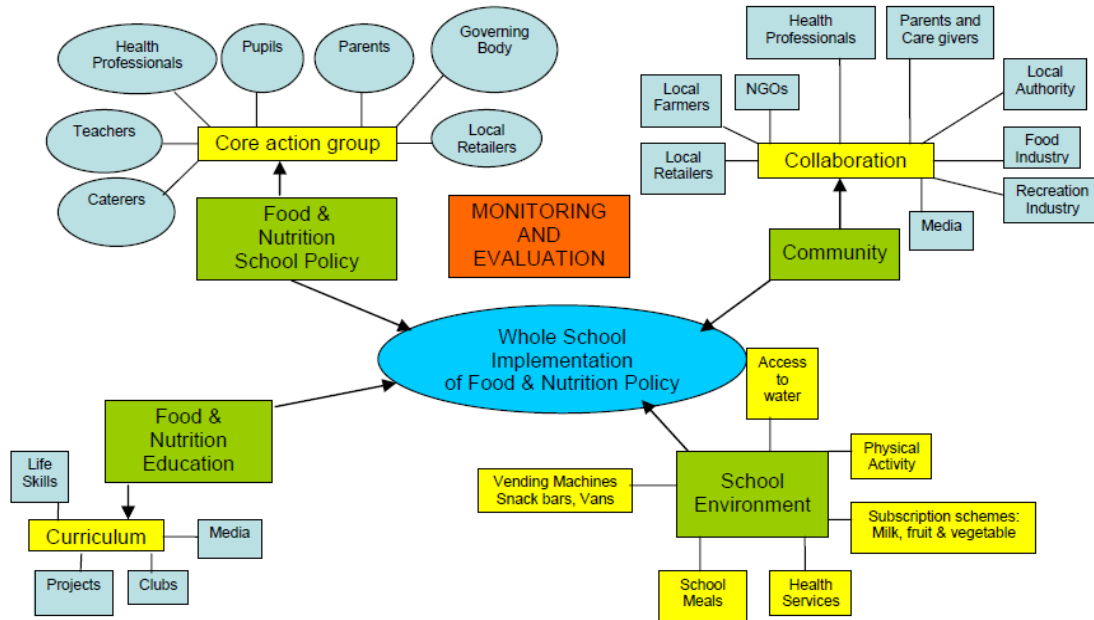 Health
Professionals
Pupils
Parents
Governing
Body
Teachers
Core action group
Local
Retailers
Caterers
Food &
Nutrition
School Policy
MONITORING
AND
EVALUATION
Health
Professionals
Parents and
Care givers
Local
Farmers
NGOs
Local
Authority
Local
Retailers
Collaboration
Food
Industry
Recreation
Industry
Media
Community
Whole School
Implementation
of Food & Nutrition Policy
Food &
Nutrition
Education
Life
Skills
Curriculum
Media
Projects
Clubs
Access
to
water
Physical
Activity
Vending Machines
Snack bars, Vans
School
Environment
Subscription schemes:
Milk, fruit & vegetable
School
Meals
Health
Services